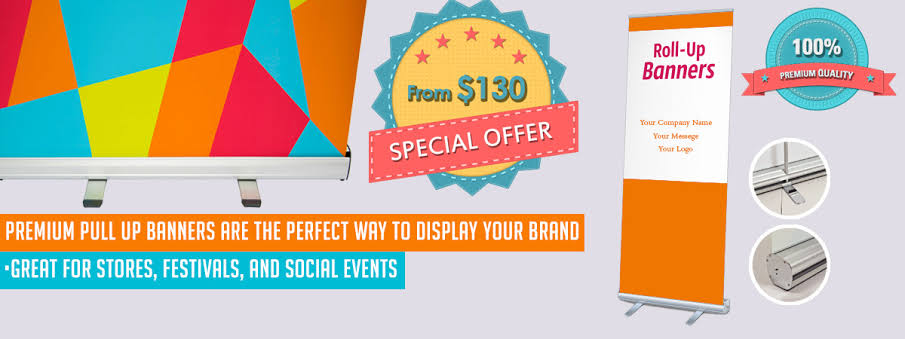 From $130
SPECIAL OFFER
Roll-Up
Banners
Your Company Name
Your Messege
Your Logo
100%
PREMIUM QUALITY
PREMIUM PULL UP BANNERS ARE THE PERFECT WAY TO DISPLAY YOUR BRAND
•GREAT FOR STORES, FESTIVALS, AND SOCIAL EVENTS